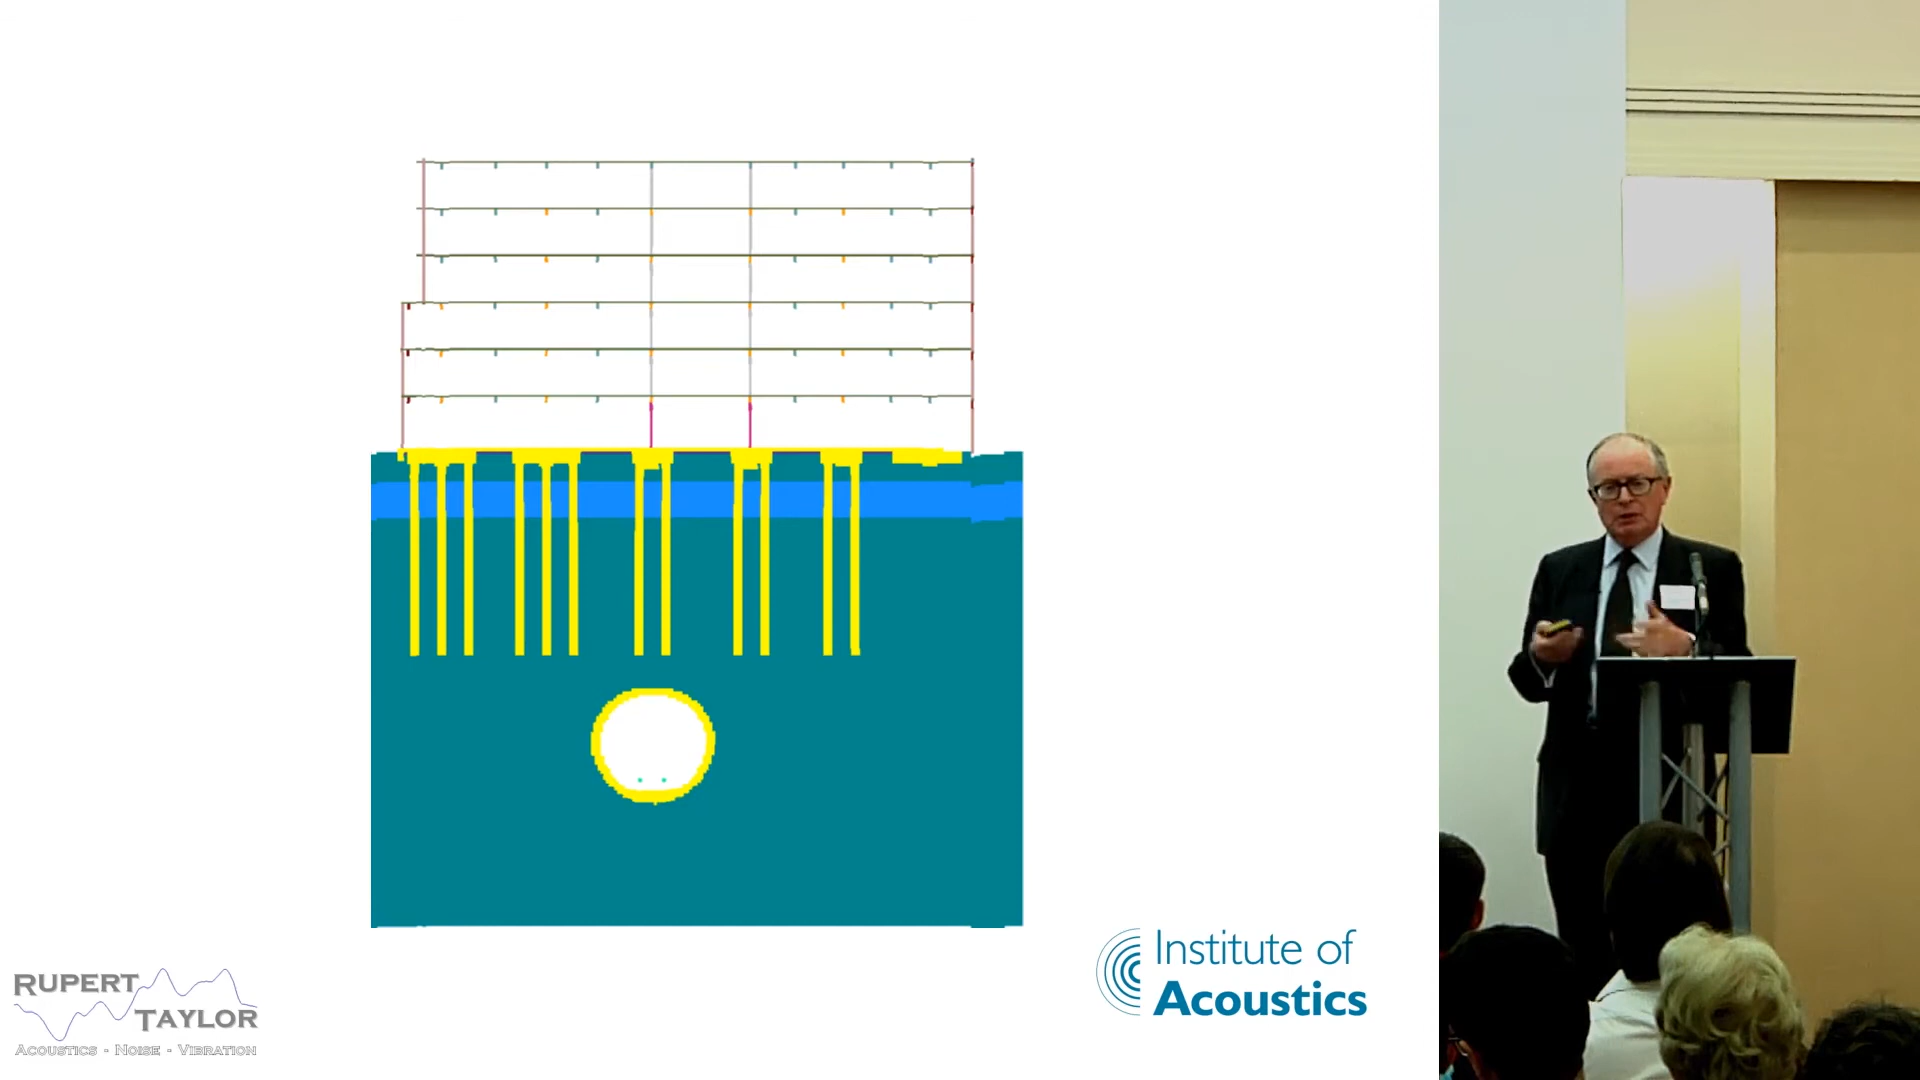 RUPERT
TAYLOR
ACOUSTICS - NOISE - VIBRATION
Institute of
Acoustics